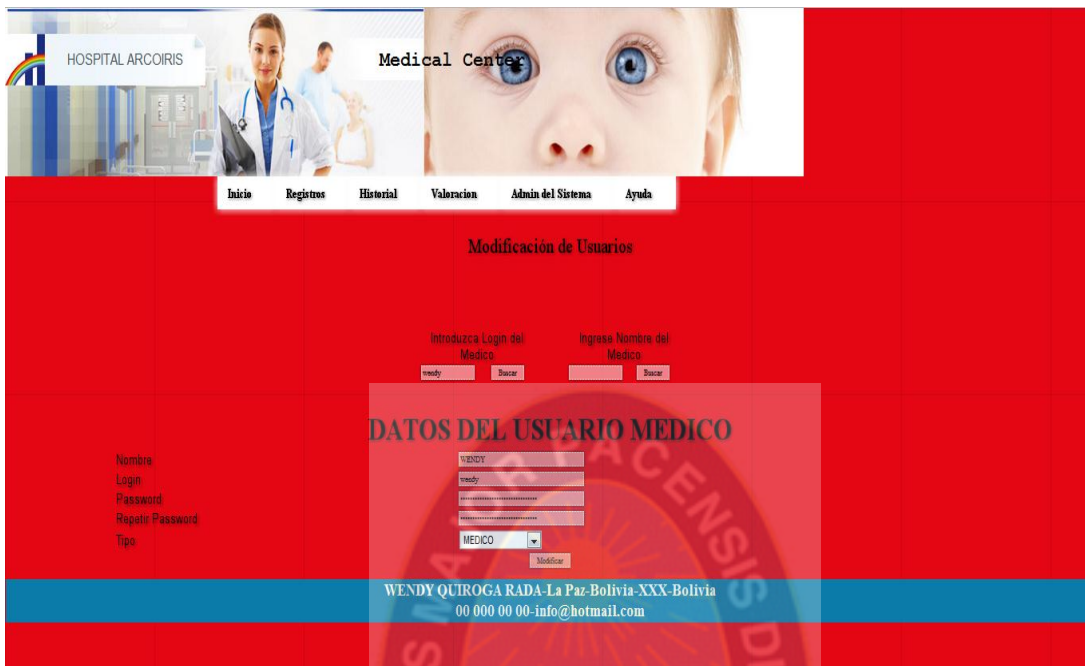 HOSPITAL ARCOIRIS
Medical Center
Inicio Registros Historial Valoracion Admin del Sistema Ayuda
Modificación de Usuarios
Introduzca Login del Medico
Ingrese Nombre del Medico
wendy Buscar Buscar
DATOS DEL USUARIO MEDICO
Nombre WENDY
Login wendy
Password
Repetir Password
Tipo MEDICO
Modificar
WENDY QUIROGA RADA-La Paz-Bolivia-XXX-Bolivia
00 000 00 00-info@hotmail.com
PACENSIS